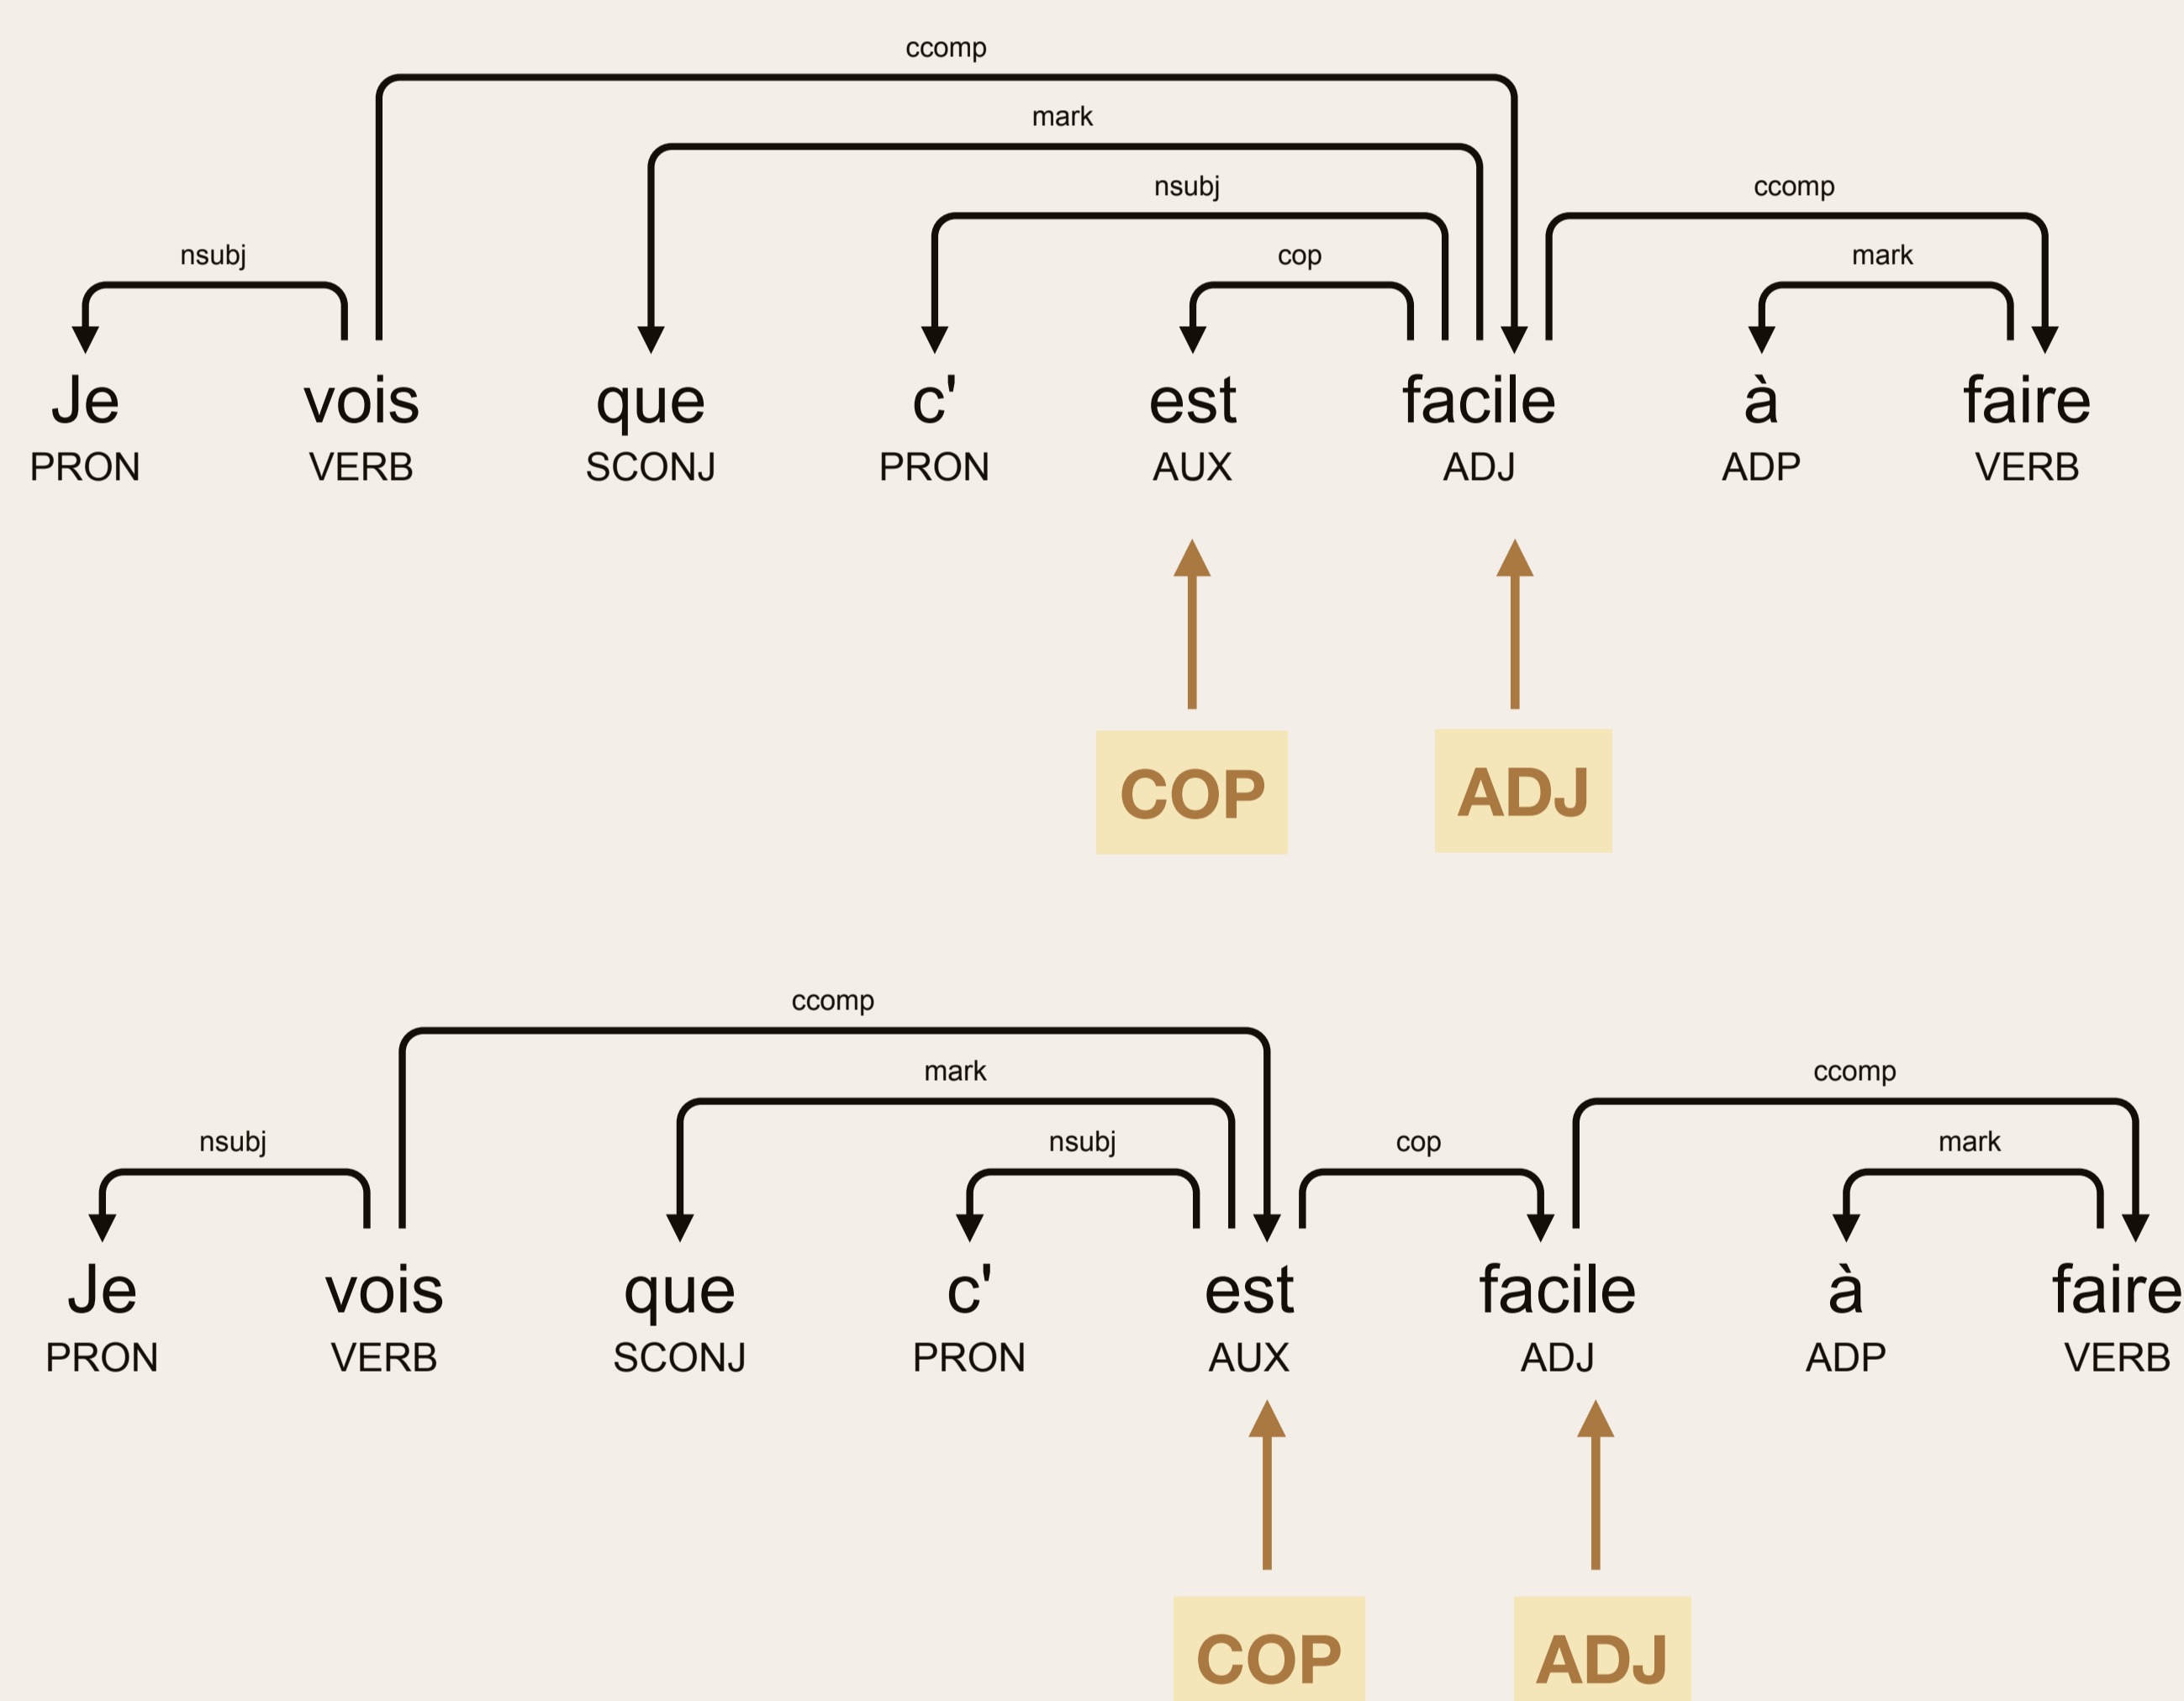 ccomp
mark
nsubj ccomp
nsubj cop mark
Je vois que c' est facile à faire
PRON VERB SCONJ PRON AUX ADJ ADP VERB
COP ADJ
ccomp
mark ccomp
nsubj nsubj cop mark
Je vois que c' est facile à faire
PRON VERB SCONJ PRON AUX ADJ ADP VERB
COP ADJ